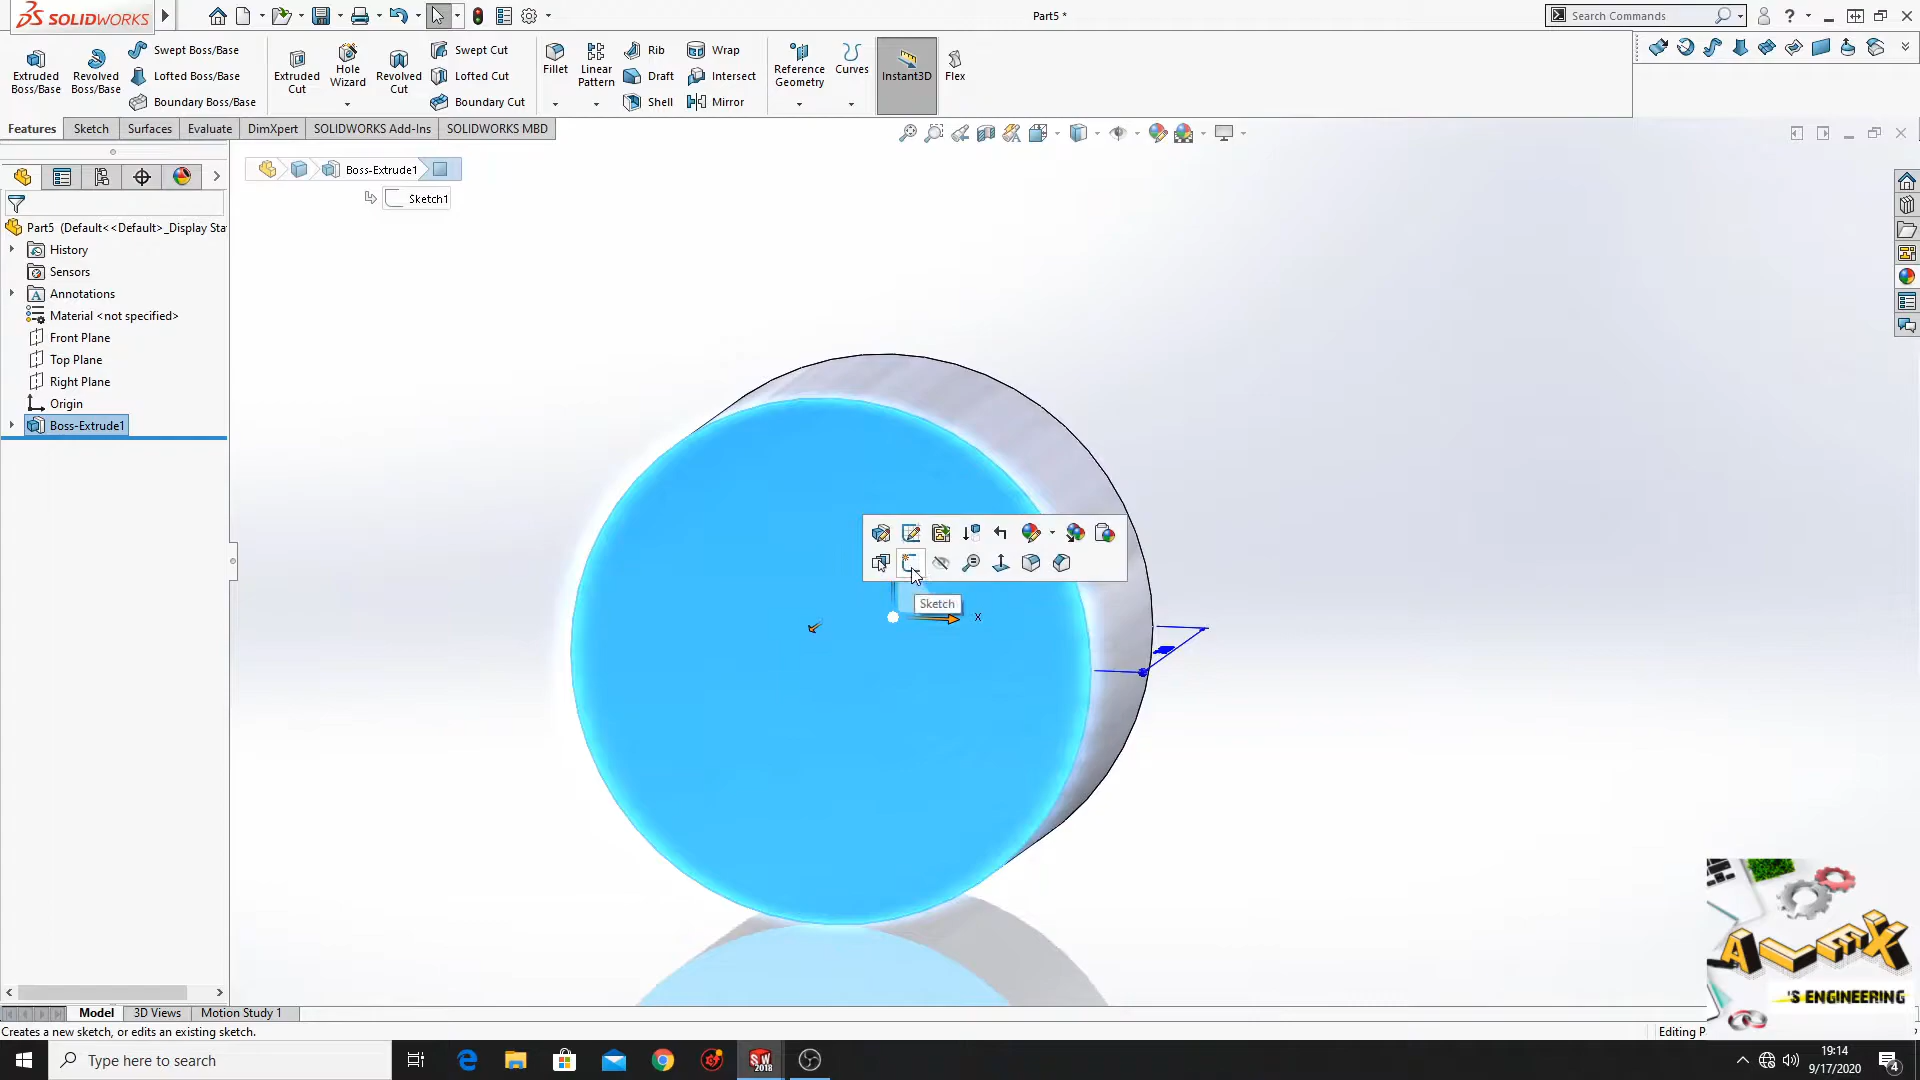 SOLIDWORKS
Part5 *
Search Commands
Extruded Boss/Base
Revolved Boss/Base
Swept Boss/Base
Lofted Boss/Base
Boundary Boss/Base
Extruded Cut
Hole Wizard
Revolved Cut
Swept Cut
Lofted Cut
Boundary Cut
Fillet
Linear Pattern
Rib
Draft
Shell
Wrap
Intersect
Mirror
Reference Geometry
Curves
Instant3D
Flex
Features
Sketch
Surfaces
Evaluate
DimXpert
SOLIDWORKS Add-Ins
SOLIDWORKS MBD
Boss-Extrude1
Sketch1
Part5 (Default<<Default>_Display Sta
History
Sensors
Annotations
Material <not specified>
Front Plane
Top Plane
Right Plane
Origin
Boss-Extrude1
Sketch
x
ALEX
'S ENGINEERING
Model
3D Views
Motion Study 1
Creates a new sketch, or edits an existing sketch.
Editing P
Type here to search
SW
2018
19:14
9/17/2020
4